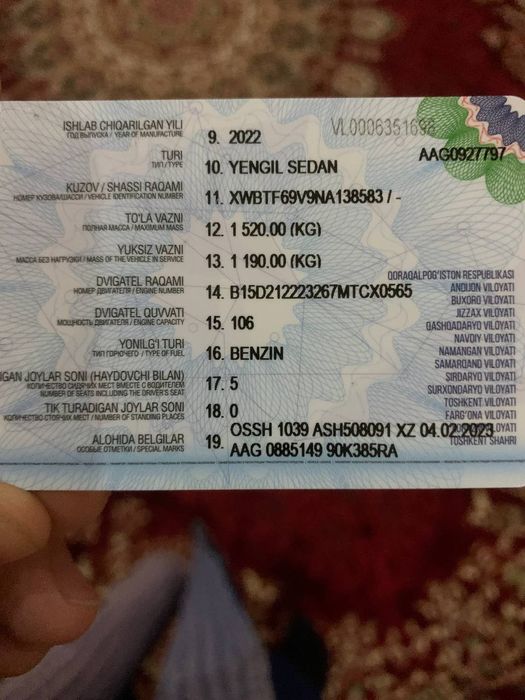 VL0006351698
AAG0927797
ISHLAB CHIQARILGAN YILI
ГОД ВЫПУСКА / YEAR OF MANUFACTURE
9. 2022
TURI
ТИП / TYPE
10. YENGIL SEDAN
KUZOV / SHASSI RAQAMI
НОМЕР КУЗОВА/ШАССИ / VEHICLE IDENTIFICATION NUMBER
11. XWBTF69V9NA138583 / -
TO'LA VAZNI
ПОЛНАЯ МАССА / MAXIMUM MASS
12. 1 520.00 (KG)
YUKSIZ VAZNI
МАССА БЕЗ НАГРУЗКИ / MASS OF THE VEHICLE IN SERVICE
13. 1 190.00 (KG)
DVIGATEL RAQAMI
НОМЕР ДВИГАТЕЛЯ / ENGINE NUMBER
14. B15D212223267MTCX0565
DVIGATEL QUVVATI
МОЩНОСТЬ ДВИГАТЕЛЯ / ENGINE CAPACITY
15. 106
YONILG'I TURI
ТИП ГОРЮЧЕГО / TYPE OF FUEL
16. BENZIN
GAN JOYLAR SONI (HAYDOVCHI BILAN)
КОЛИЧЕСТВО СИДЯЧИХ МЕСТ ВМЕСТЕ С ВОДИТЕЛЕМ
NUMBER OF SEATS INCLUDING THE DRIVER'S SEAT
17. 5
TIK TURADIGAN JOYLAR SONI
КОЛИЧЕСТВО СТОЯЧИХ МЕСТ / NUMBER OF STANDING PLACES
18. 0
ALOHIDA BELGILAR
ОСОБЫЕ ОТМЕТКИ / SPECIAL MARKS
19. OSSH 1039 ASH508091 XZ 04.02.2023
AAG 0885149 90K385RA
QORAQALPOG'ISTON RESPUBLIKASI
ANDIJON VILOYATI
BUXORO VILOYATI
JIZZAX VILOYATI
QASHQADARYO VILOYATI
NAVOIY VILOYATI
NAMANGAN VILOYATI
SAMARQAND VILOYATI
SIRDARYO VILOYATI
SURXONDARYO VILOYATI
TOSHKENT VILOYATI
FARG'ONA VILOYATI
VILOYATI
TOSHKENT SHAHRI